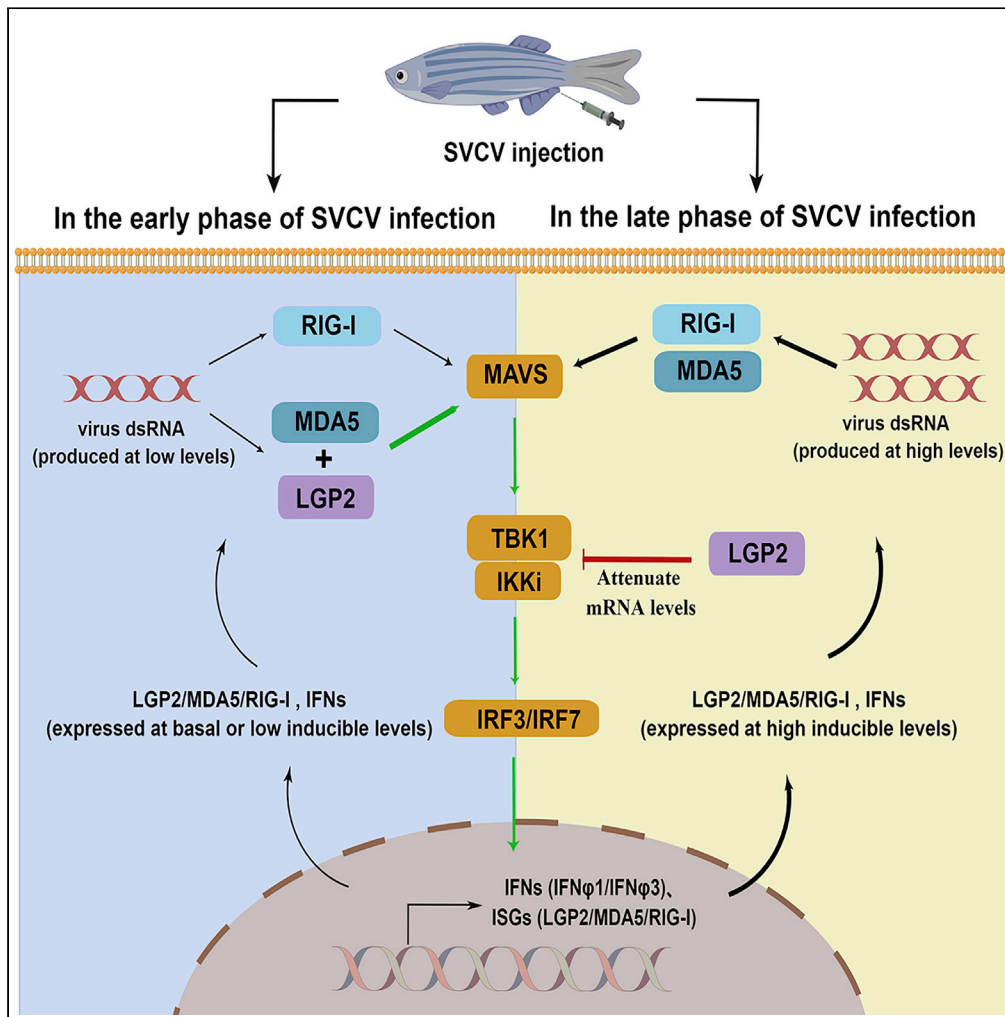 SVCV injection
In the early phase of SVCV infection
In the late phase of SVCV infection
RIG-I
virus dsRNA
(produced at low levels)
MDA5
+
LGP2
MAVS
RIG-I
MDA5
virus dsRNA
(produced at high levels)
TBK1
IKKi
Attenuate
mRNA levels
LGP2
LGP2/MDA5/RIG-I , IFNs
(expressed at basal or low inducible levels)
IRF3/IRF7
LGP2/MDA5/RIG-I , IFNs
(expressed at high inducible levels)
IFNs (IFNφ1/IFNφ3)、
ISGs (LGP2/MDA5/RIG-I)